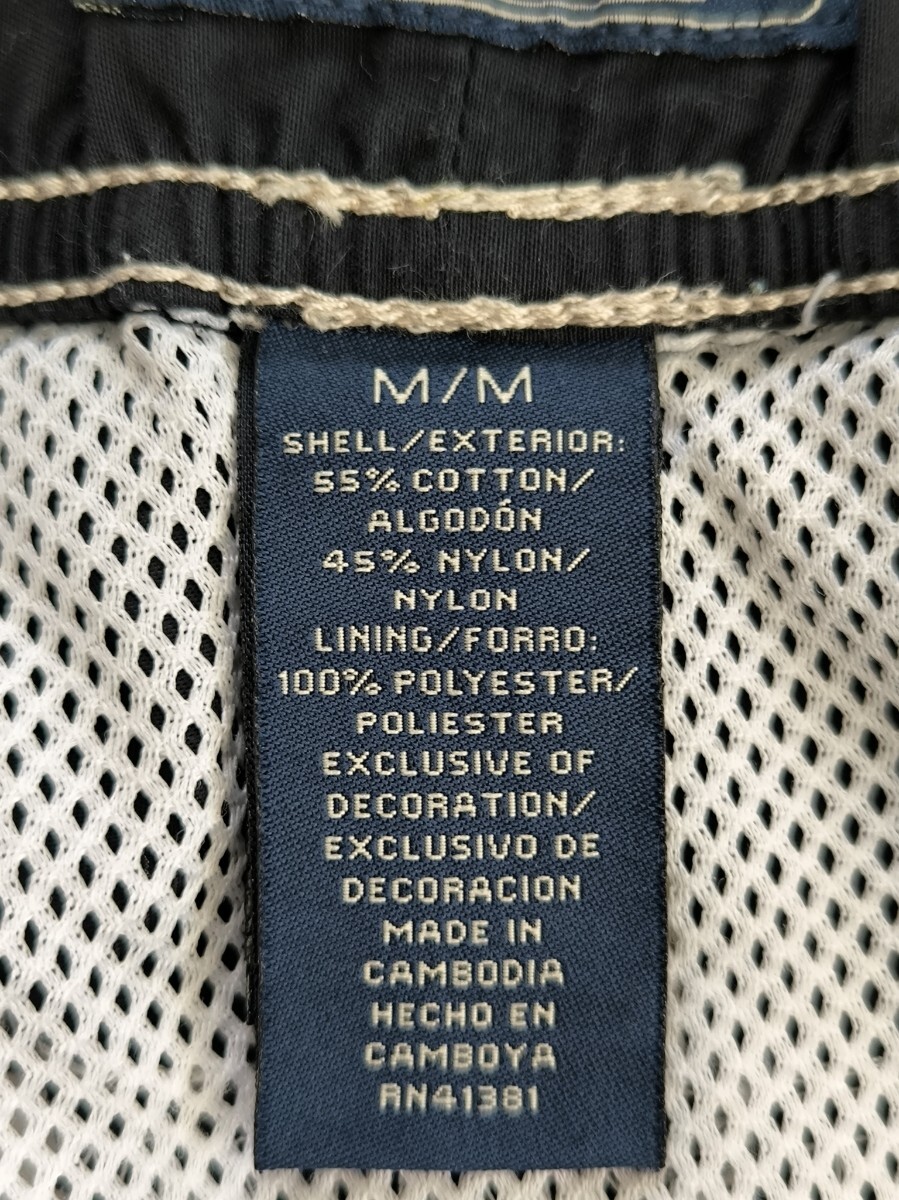 M/M
SHELL/EXTERIOR:
55% COTTON/
ALGODÓN
45% NYLON/
NYLON
LINING/FORRO:
100% POLYESTER/
POLIESTER
EXCLUSIVE OF
DECORATION/
EXCLUSIVO DE
DECORACION
MADE IN
CAMBODIA
HECHO EN
CAMBOYA
RN41381